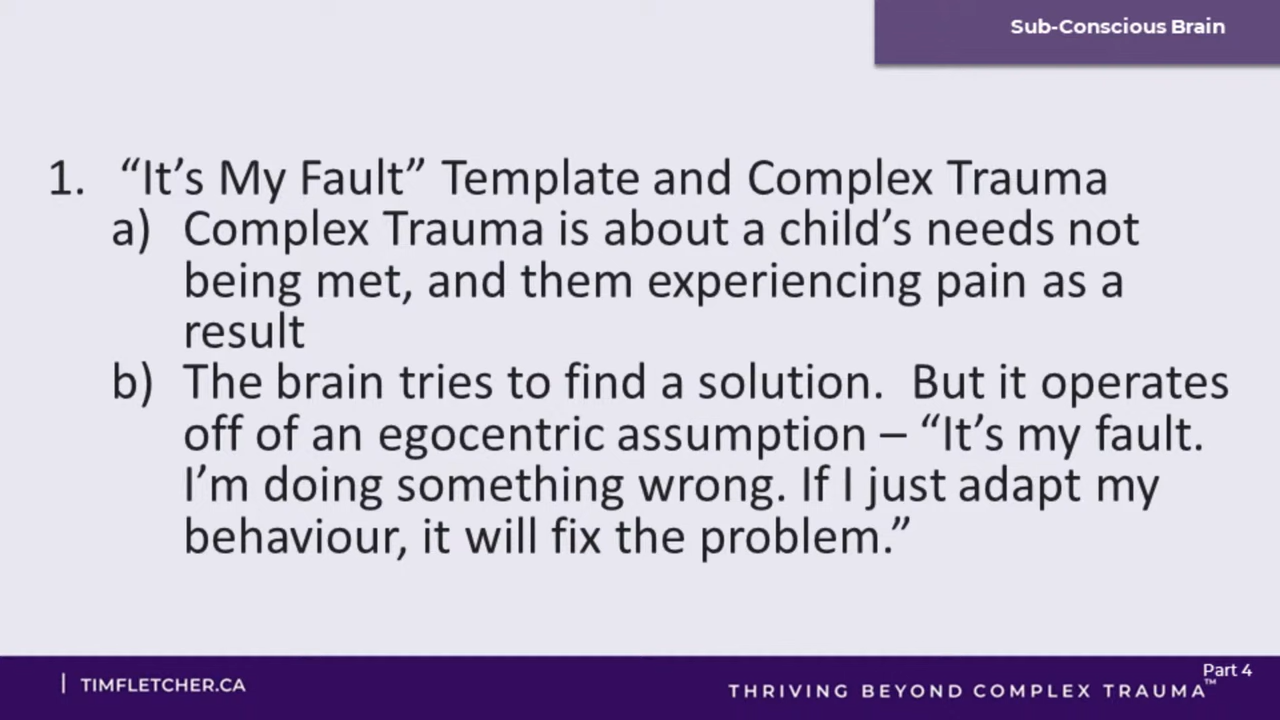 Sub-Conscious Brain
1. “It’s My Fault” Template and Complex Trauma
a) Complex Trauma is about a child’s needs not
being met, and them experiencing pain as a
result
b) The brain tries to find a solution.  But it operates
off of an egocentric assumption – “It’s my fault.
I’m doing something wrong. If I just adapt my
behaviour, it will fix the problem.”
| TIMFLETCHER.CA
Part 4
THRIVING BEYOND COMPLEX TRAUMA™